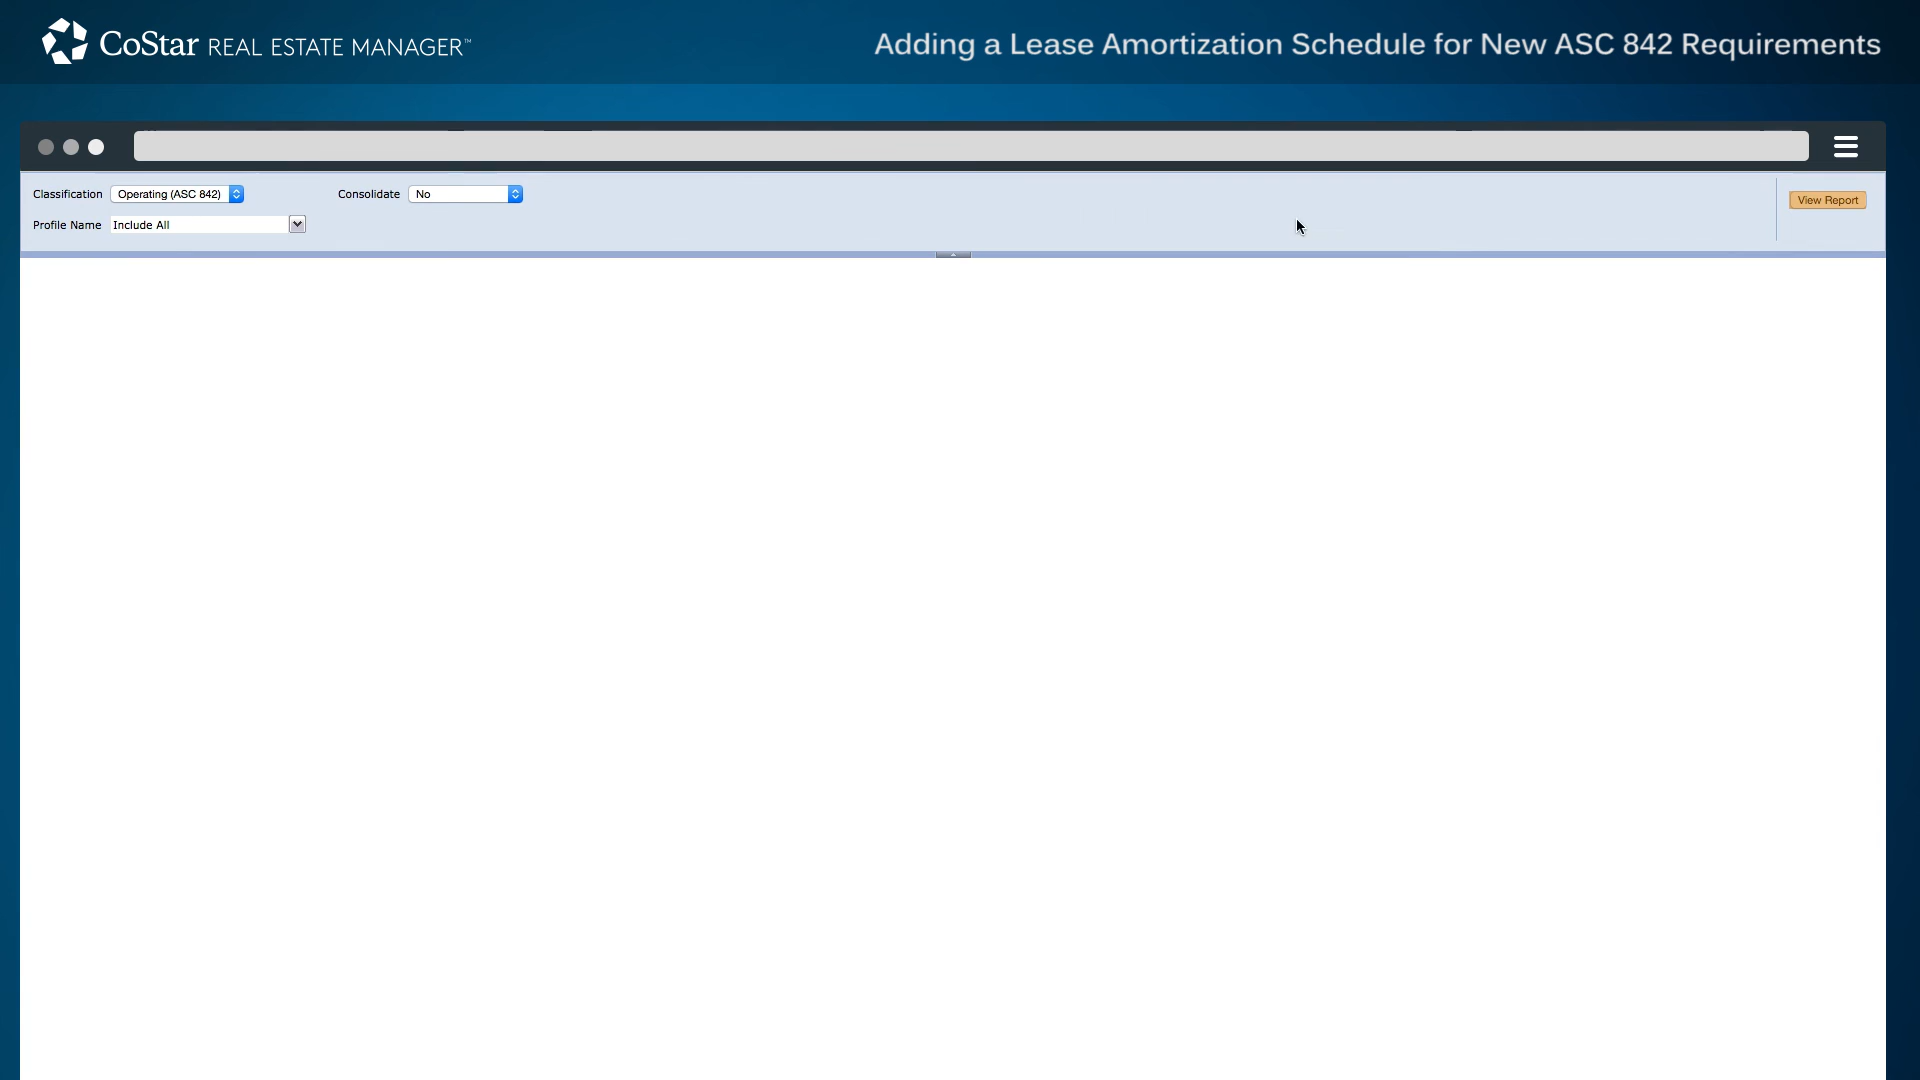 CoStar REAL ESTATE MANAGER™
Adding a Lease Amortization Schedule for New ASC 842 Requirements
Classification Operating (ASC 842) Consolidate No
View Report
Profile Name Include All